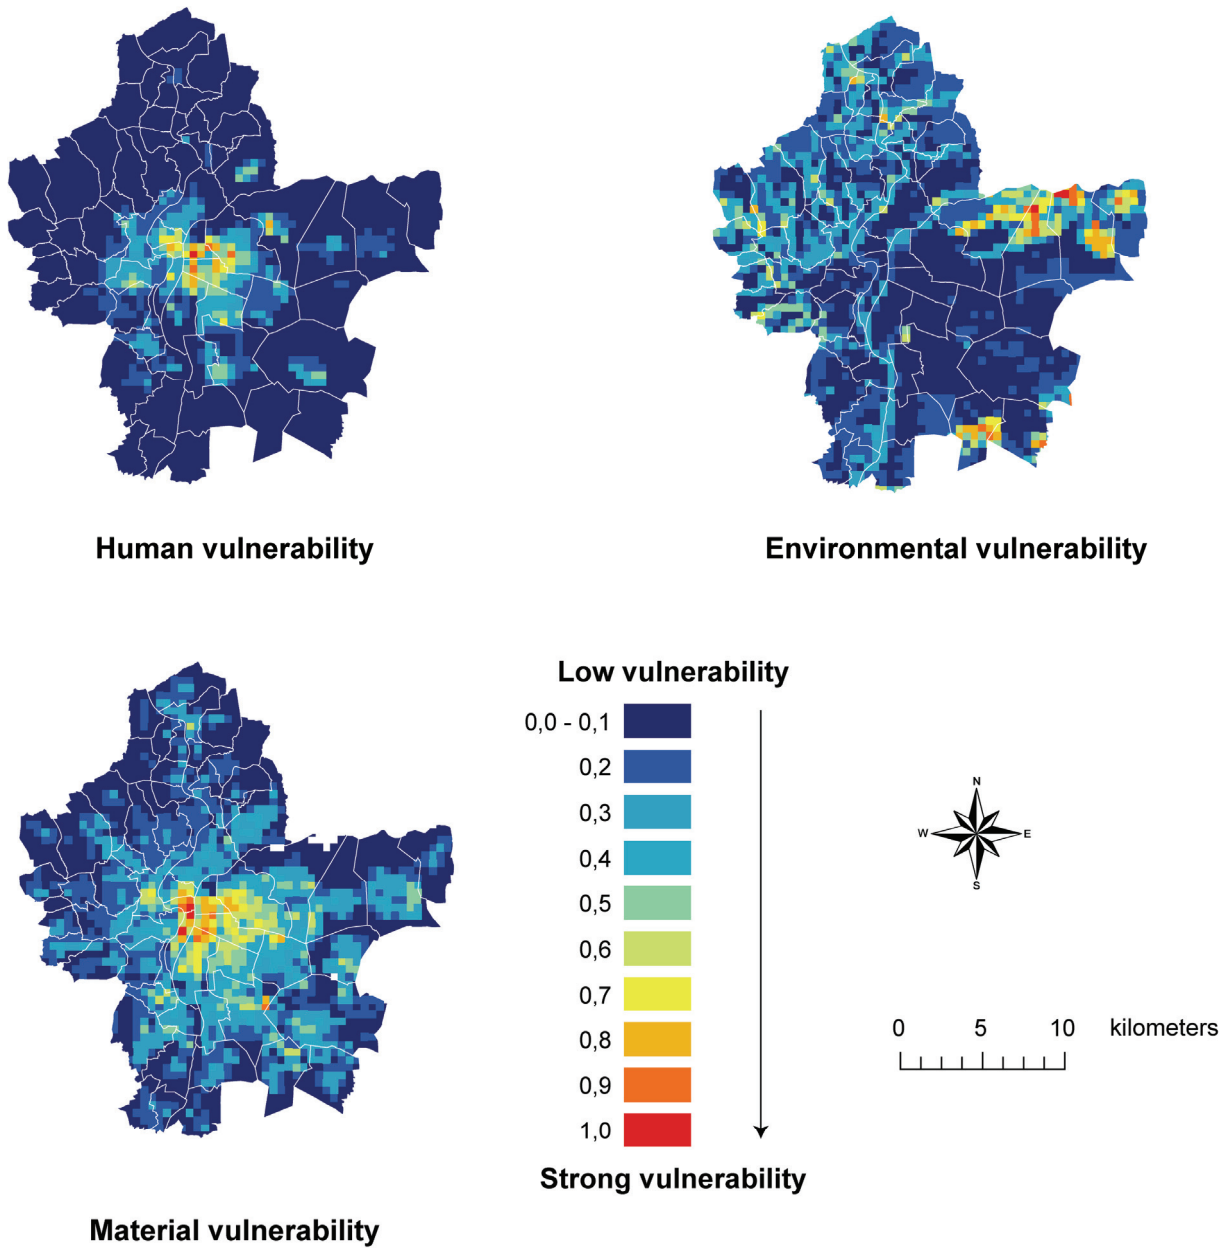 Human vulnerability
Environmental vulnerability
Low vulnerability
0,0 - 0,1
0,2
0,3
0,4
0,5
0,6
0,7
0,8
0,9
1,0
Strong vulnerability
N
W
E
S
0 5 10 kilometers
Material vulnerability